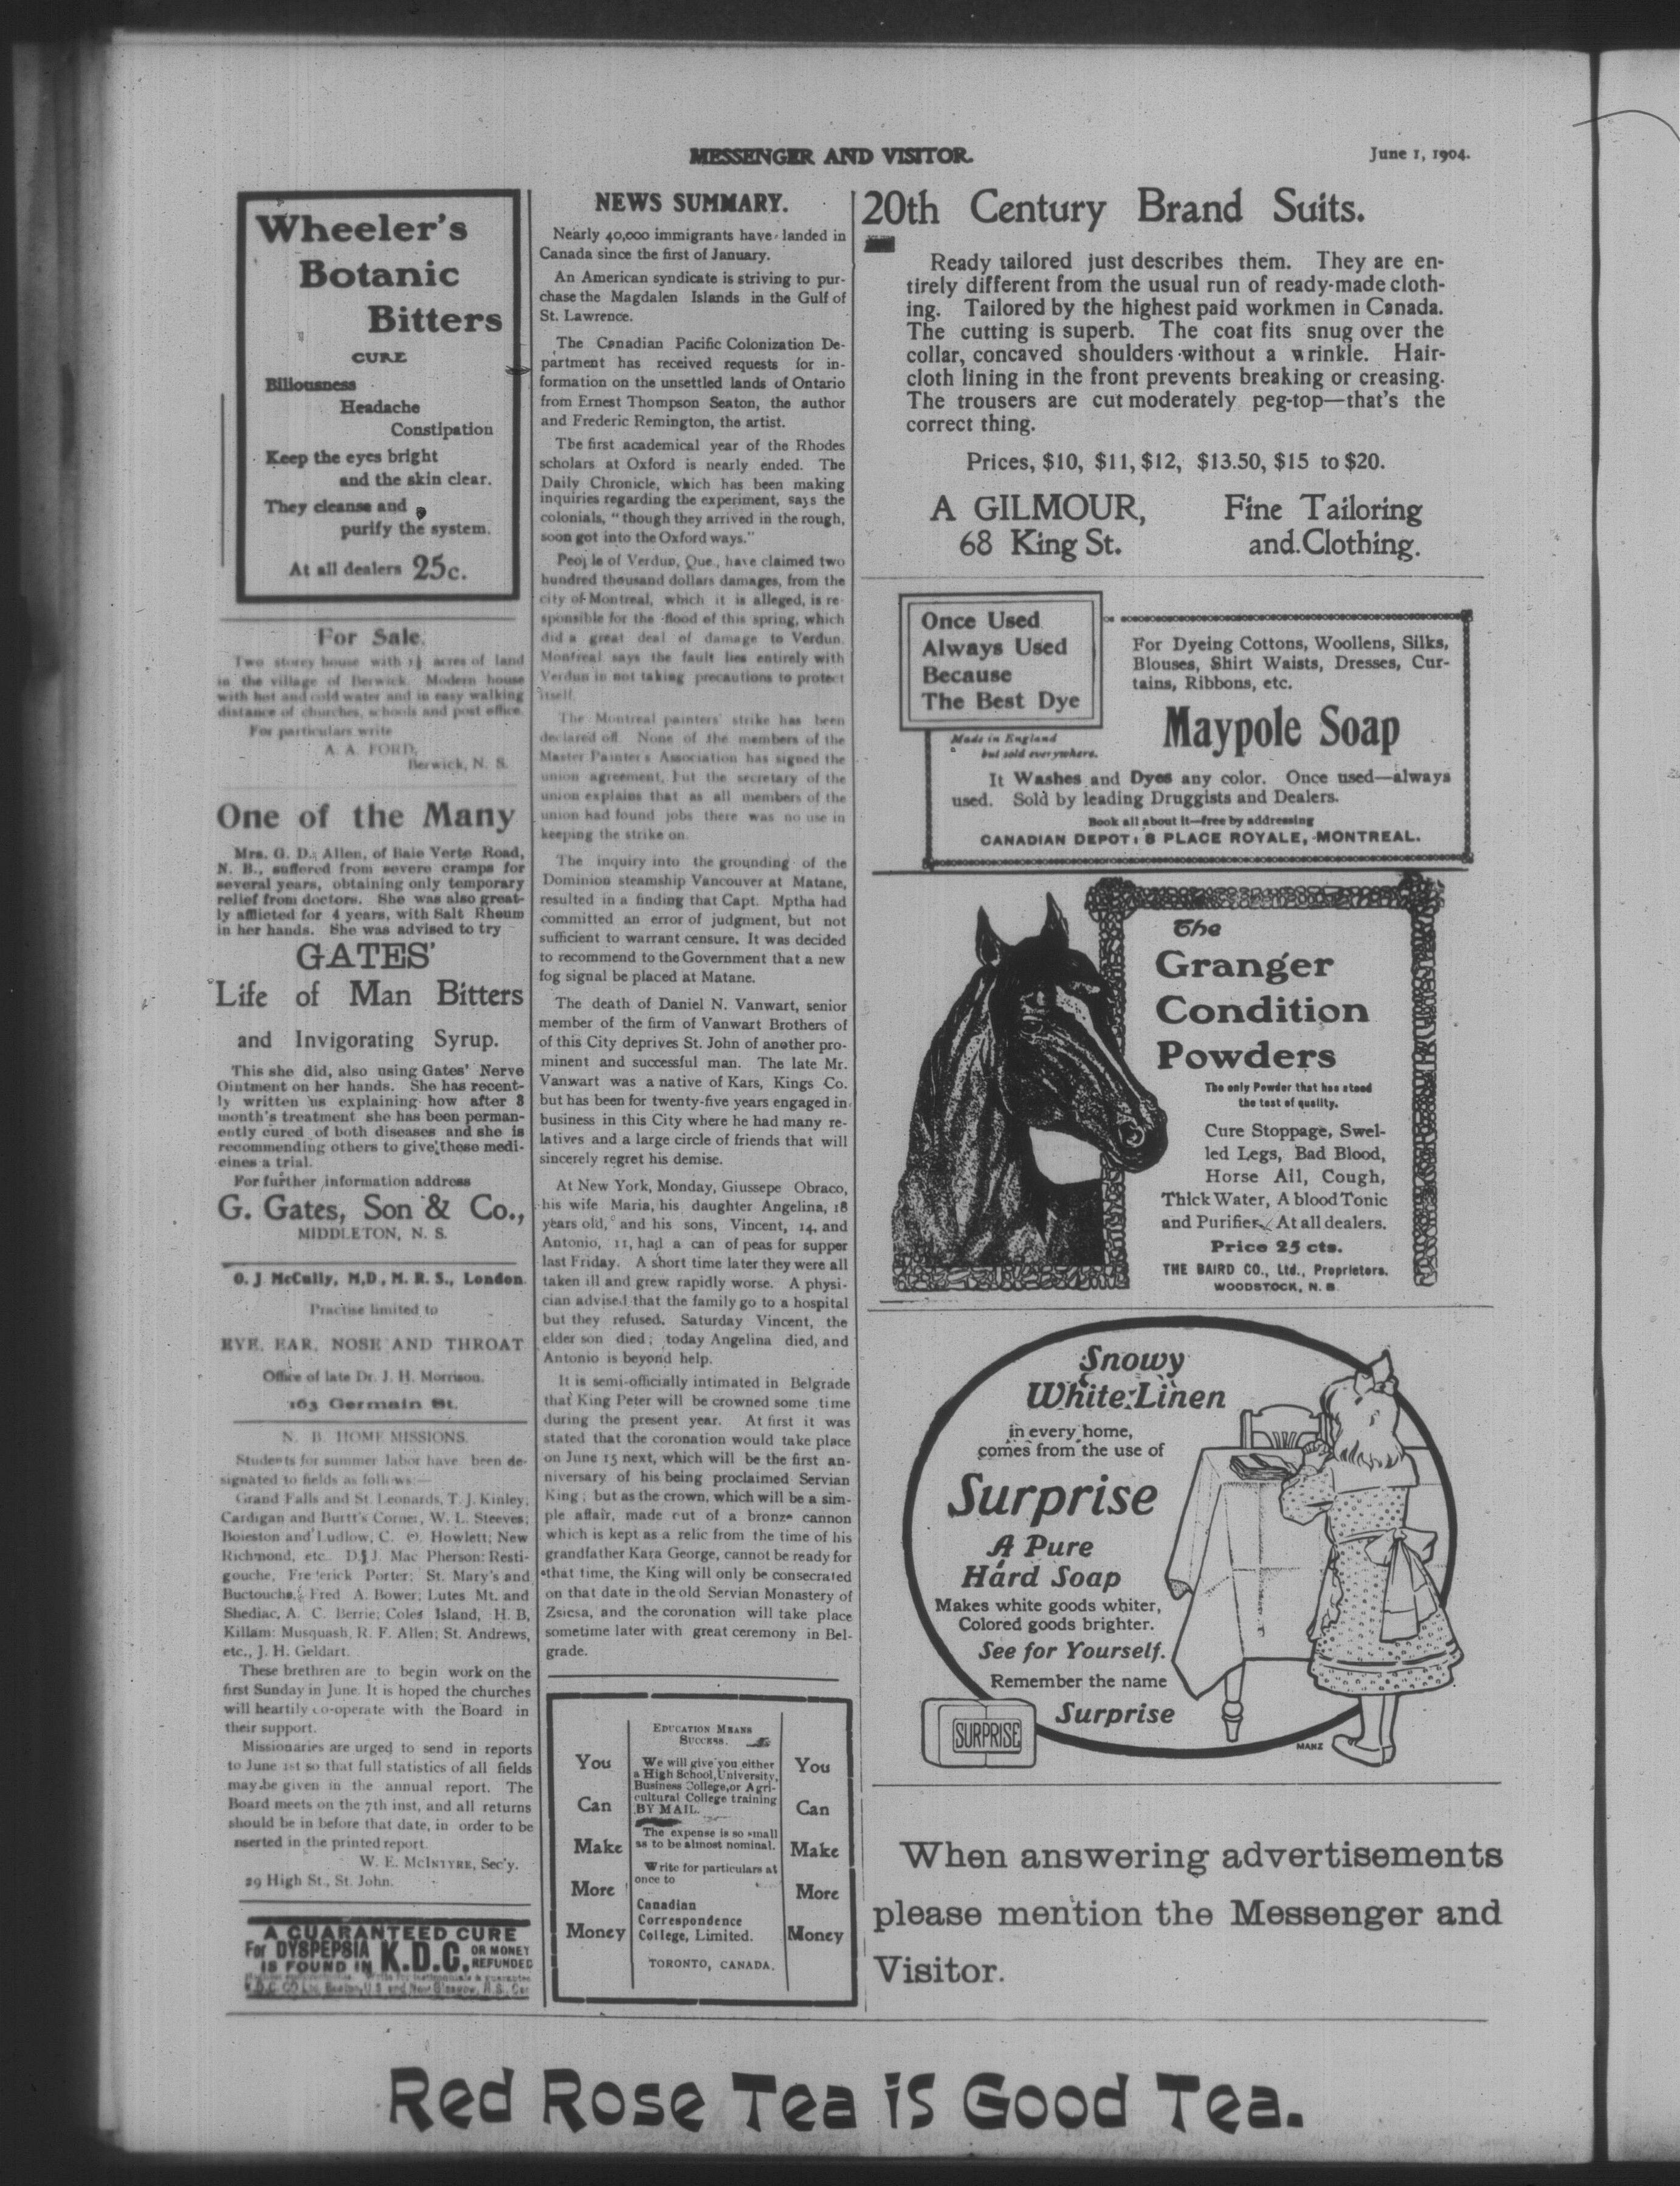 MESSENGER AND VISITOR.
June 1, 1904.
Wheeler's
Botanic
Bitters
CURE
Biliousness
Headache
Constipation
Keep the eyes bright
and the skin clear.
They cleanse and
purify the system.
At all dealers 25c.
For Sale.
Two storey house with 1½ acres of land
in the village of Berwick. Modern house
with hot and cold water and in easy walking
distance of churches, schools and post office.
For particulars write
A. A. FORD,
Berwick, N. S.
One of the Many
Mrs. G. D. Allen, of Baie Verte Road,
N. B., suffered from severe cramps for
several years, obtaining only temporary
relief from doctors. She was also great-
ly afflicted for 4 years, with Salt Rheum
in her hands. She was advised to try
GATES'
Life of Man Bitters
and Invigorating Syrup.
This she did, also using Gates' Nerve
Ointment on her hands. She has recent-
ly written us explaining how after 3
month's treatment she has been perman-
ently cured of both diseases and she is
recommending others to give these medi-
cines a trial.
For further information address
G. Gates, Son & Co.,
MIDDLETON, N. S.
O. J McCully, M.D., M. R. S., London.
Practise limited to
EYE, EAR, NOSE AND THROAT
Office of late Dr. J. H. Morrison.
163 Germain St.
N. B. HOME MISSIONS.
Students for summer labor have been de-
signated to fields as follows:—
Grand Falls and St. Leonards, T. J. Kinley;
Cardigan and Burtt's Corner, W. L. Steeves;
Boieston and Ludlow, C. O. Howlett; New
Richmond, etc. D. J. Mac Pherson: Resti-
gouche, Frederick Porter; St. Mary's and
Buctouche, Fred A. Bower; Lutes Mt. and
Shediac, A. C. Berrie; Coles Island, H. B,
Killam: Musquash, R. F. Allen; St. Andrews,
etc., J. H. Geldart.
These brethren are to begin work on the
first Sunday in June. It is hoped the churches
will heartily co-operate with the Board in
their support.
Missionaries are urged to send in reports
to June 1st so that full statistics of all fields
may be given in the annual report. The
Board meets on the 7th inst, and all returns
should be in before that date, in order to be
nserted in the printed report.
W. E. McINTYRE, Sec'y.
29 High St., St. John.
A GUARANTEED CURE
For DYSPEPSIA
IS FOUND IN K.D.C. OR MONEY
REFUNDED
NEWS SUMMARY.
Nearly 40,000 immigrants have landed in
Canada since the first of January.
An American syndicate is striving to pur-
chase the Magdalen Islands in the Gulf of
St. Lawrence.
The Canadian Pacific Colonization De-
partment has received requests for in-
formation on the unsettled lands of Ontario
from Ernest Thompson Seaton, the author
and Frederic Remington, the artist.
The first academical year of the Rhodes
scholars at Oxford is nearly ended. The
Daily Chronicle, which has been making
inquiries regarding the experiment, says the
colonials, "though they arrived in the rough,
soon got into the Oxford ways."
People of Verdun, Que., have claimed two
hundred thousand dollars damages, from the
city of Montreal, which it is alleged, is re-
sponsible for the flood of this spring, which
did a great deal of damage to Verdun.
Montreal says the fault lies entirely with
Verdun in not taking precautions to protect
itself.
The Montreal painters' strike has been
declared off. None of the members of the
Master Painter's Association has signed the
union agreement, but the secretary of the
union explains that as all members of the
union had found jobs there was no use in
keeping the strike on.
The inquiry into the grounding of the
Dominion steamship Vancouver at Matane,
resulted in a finding that Capt. Mptha had
committed an error of judgment, but not
sufficient to warrant censure. It was decided
to recommend to the Government that a new
fog signal be placed at Matane.
The death of Daniel N. Vanwart, senior
member of the firm of Vanwart Brothers of
of this City deprives St. John of another pro-
minent and successful man. The late Mr.
Vanwart was a native of Kars, Kings Co.
but has been for twenty-five years engaged in
business in this City where he had many re-
latives and a large circle of friends that will
sincerely regret his demise.
At New York, Monday, Giussepe Obraco,
his wife Maria, his daughter Angelina, 18
years old, and his sons, Vincent, 14, and
Antonio, 11, had a can of peas for supper
last Friday. A short time later they were all
taken ill and grew rapidly worse. A physi-
cian advised that the family go to a hospital
but they refused. Saturday Vincent, the
elder son died; today Angelina died, and
Antonio is beyond help.
It is semi-officially intimated in Belgrade
that King Peter will be crowned some time
during the present year. At first it was
stated that the coronation would take place
on June 15 next, which will be the first an-
niversary of his being proclaimed Servian
King; but as the crown, which will be a sim-
ple affair, made out of a bronze cannon
which is kept as a relic from the time of his
grandfather Kara George, cannot be ready for
that time, the King will only be consecrated
on that date in the old Servian Monastery of
Zsicsa, and the coronation will take place
sometime later with great ceremony in Bel-
grade.
You
Can
Make
More
Money
EDUCATION MEANS
SUCCESS.
We will give you either
a High School, University,
Business College, or Agri-
cultural College training
BY MAIL.
The expense is so small
as to be almost nominal.
Write for particulars at
once to
Canadian
Correspondence
College, Limited.
TORONTO, CANADA.
You
Can
Make
More
Money
20th Century Brand Suits.
Ready tailored just describes them. They are en-
tirely different from the usual run of ready-made cloth-
ing. Tailored by the highest paid workmen in Canada.
The cutting is superb. The coat fits snug over the
collar, concaved shoulders without a wrinkle. Hair-
cloth lining in the front prevents breaking or creasing.
The trousers are cut moderately peg-top—that's the
correct thing.
Prices, $10, $11, $12, $13.50, $15 to $20.
A GILMOUR,
68 King St.
Fine Tailoring
and Clothing.
Once Used
Always Used
Because
The Best Dye
Made in England
but sold everywhere.
For Dyeing Cottons, Woollens, Silks,
Blouses, Shirt Waists, Dresses, Cur-
tains, Ribbons, etc.
Maypole Soap
It Washes and Dyes any color. Once used—always
used. Sold by leading Druggists and Dealers.
Book all about it—free by addressing
CANADIAN DEPOT: 8 PLACE ROYALE, MONTREAL.
The
Granger
Condition
Powders
The only Powder that has stood
the test of quality.
Cure Stoppage, Swel-
led Legs, Bad Blood,
Horse Ail, Cough,
Thick Water, A blood Tonic
and Purifier. At all dealers.
Price 25 cts.
THE BAIRD CO., Ltd., Proprietors.
WOODSTOCK, N. B.
Snowy
White Linen
in every home,
comes from the use of
Surprise
A Pure
Hard Soap
Makes white goods whiter,
Colored goods brighter.
See for Yourself.
Remember the name
Surprise
SURPRISE
MANZ
When answering advertisements
please mention the Messenger and
Visitor.
Red Rose Tea is Good Tea.